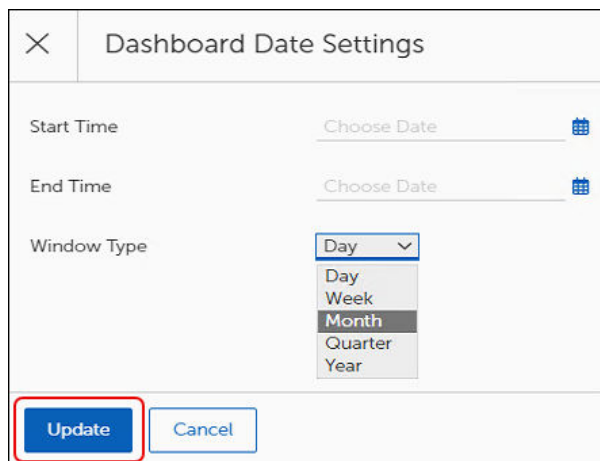 Dashboard Date Settings
Start Time Choose Date
End Time Choose Date
Window Type Day
Day
Week
Month
Quarter
Year
Update Cancel